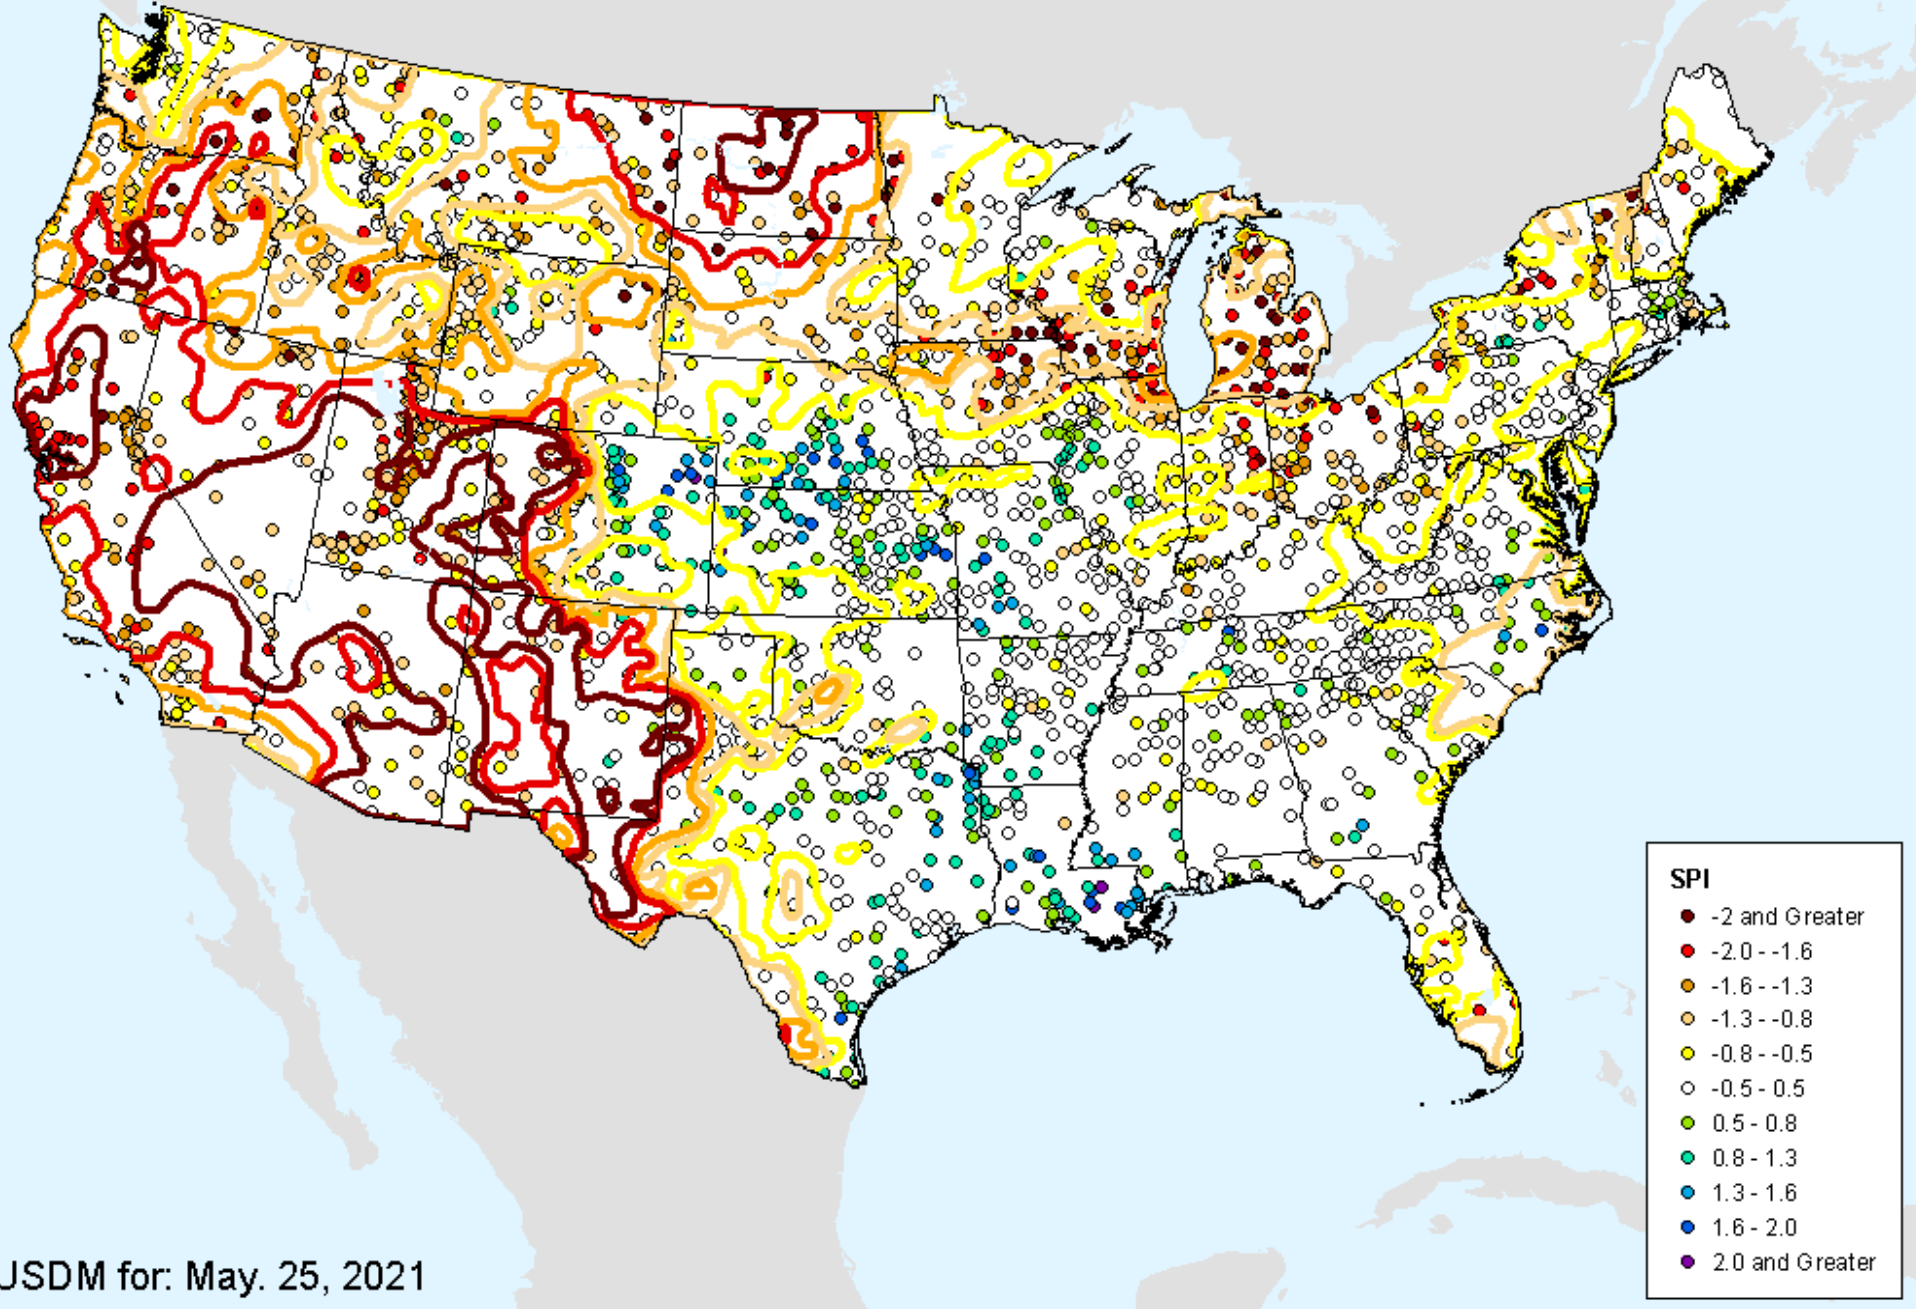 SPI
-2 and Greater
-2.0 - -1.6
-1.6 - -1.3
-1.3 - -0.8
-0.8 - -0.5
-0.5 - 0.5
0.5 - 0.8
0.8 - 1.3
1.3 - 1.6
1.6 - 2.0
2.0 and Greater
USDM for: May. 25, 2021